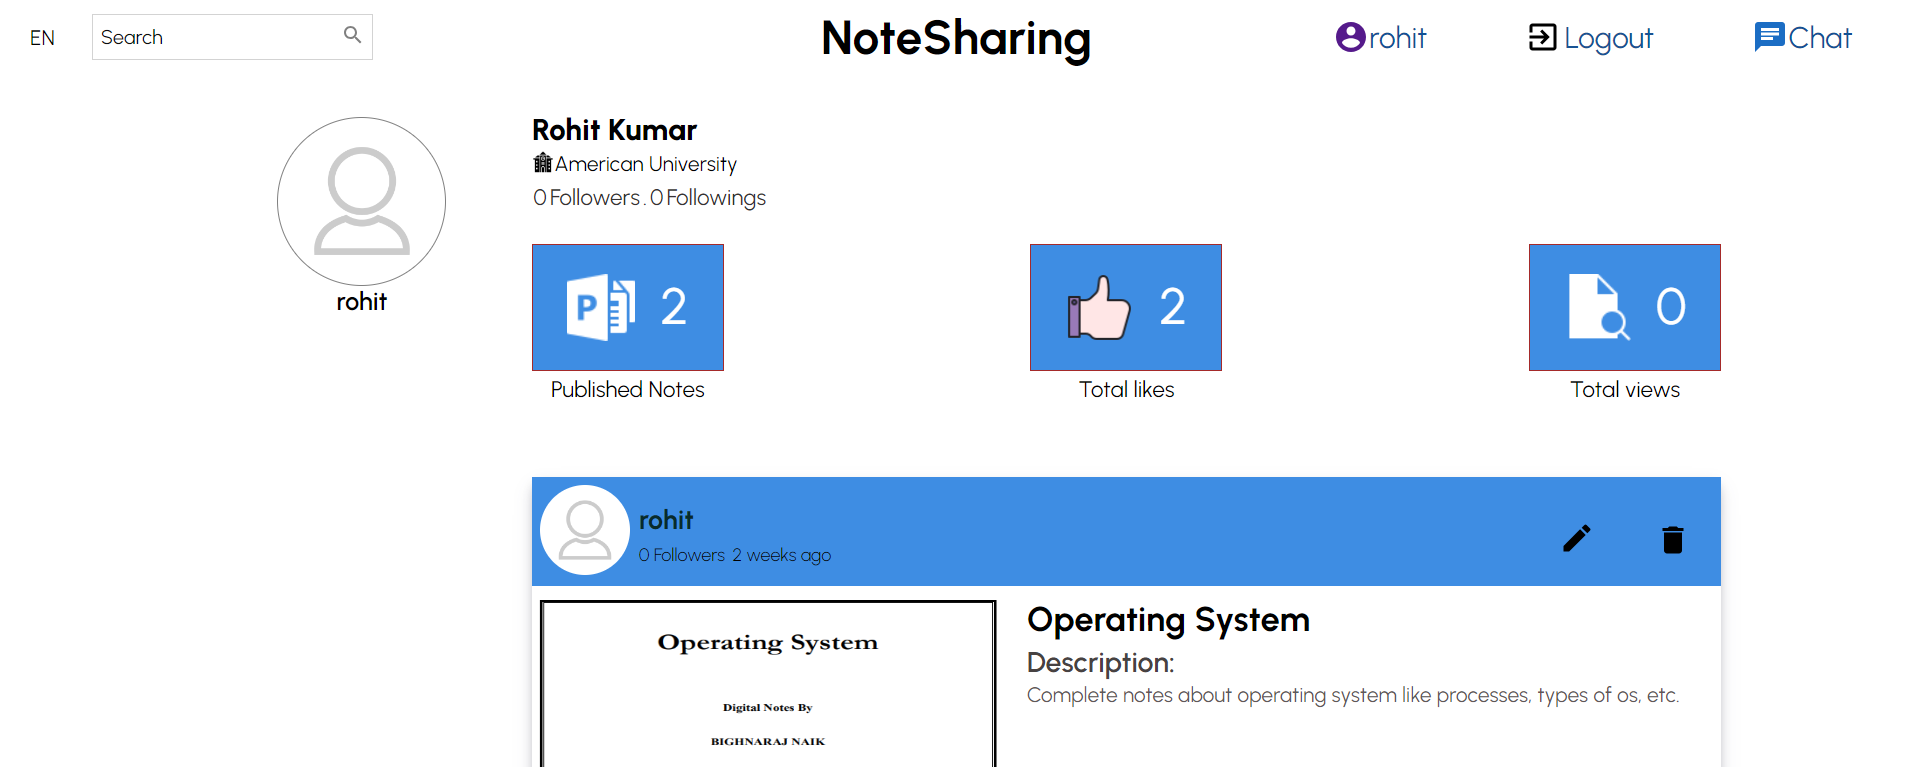 EN
Search
NoteSharing
rohit
Logout
Chat
rohit
Rohit Kumar
American University
0 Followers . 0 Followings
P 2
Published Notes
2
Total likes
0
Total views
rohit
0 Followers 2 weeks ago
Operating System
Digital Notes By
BIGHNARAJ NAIK
Operating System
Description:
Complete notes about operating system like processes, types of os, etc.